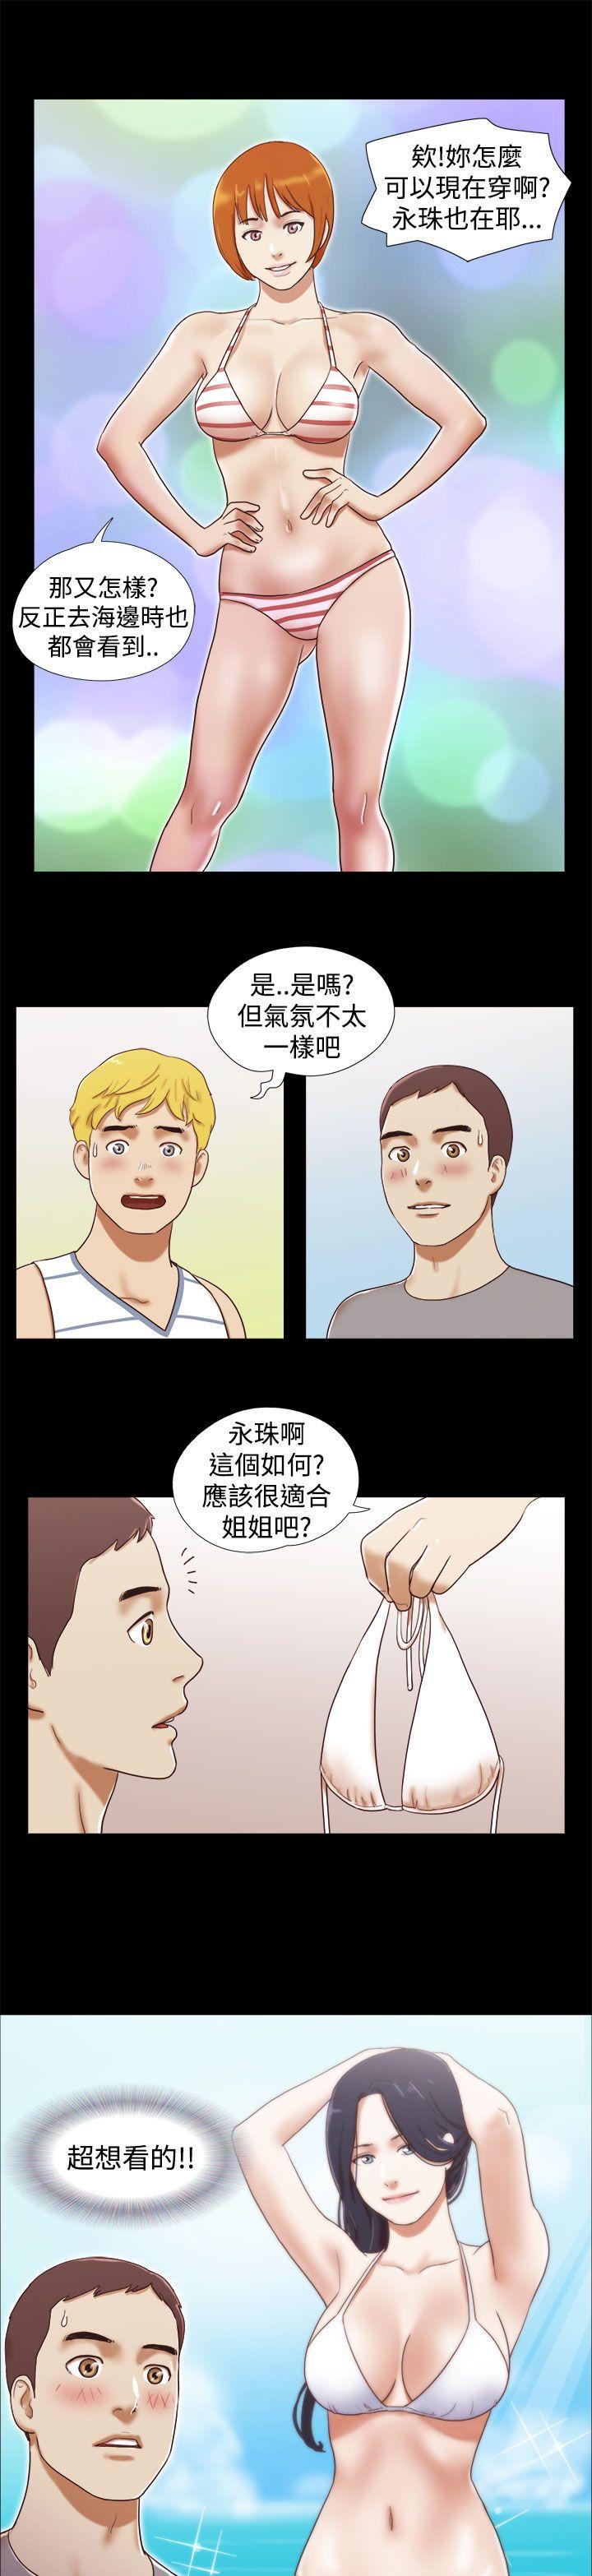 欸!妳怎麼
可以現在穿啊?
永珠也在耶...
那又怎樣?
反正去海邊時也
都會看到..
是..是嗎?
但氣氛不太
一樣吧
永珠啊
這個如何?
應該很適合
姐姐吧?
超想看的!!